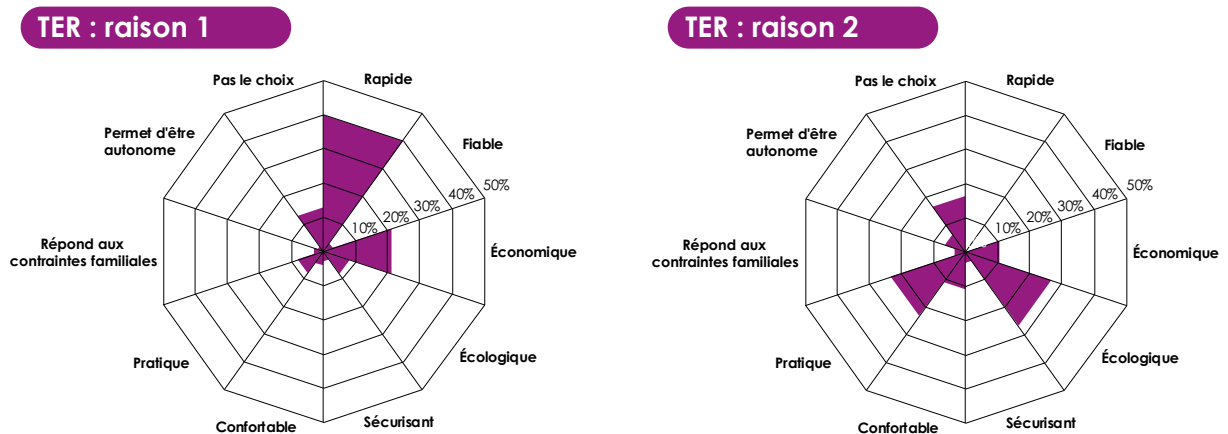 TER : raison 1
Pas le choix
Rapide
Permet d'être
autonome
Fiable
50%
40%
30%
20%
10%
Répond aux
contraintes familiales
Économique
Pratique
Écologique
Confortable
Sécurisant
TER : raison 2
Pas le choix
Rapide
Permet d'être
autonome
Fiable
50%
40%
30%
20%
10%
Répond aux
contraintes familiales
Économique
Pratique
Écologique
Confortable
Sécurisant